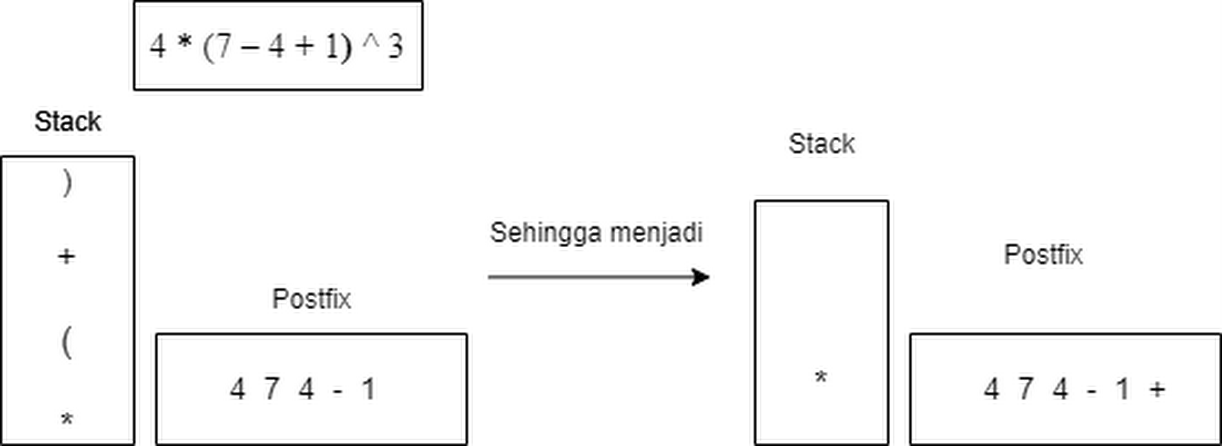 4 * (7 – 4 + 1) ^ 3
Stack
)
+
(
*
Postfix
4 7 4 - 1
Sehingga menjadi
Stack
*
Postfix
4 7 4 - 1 +